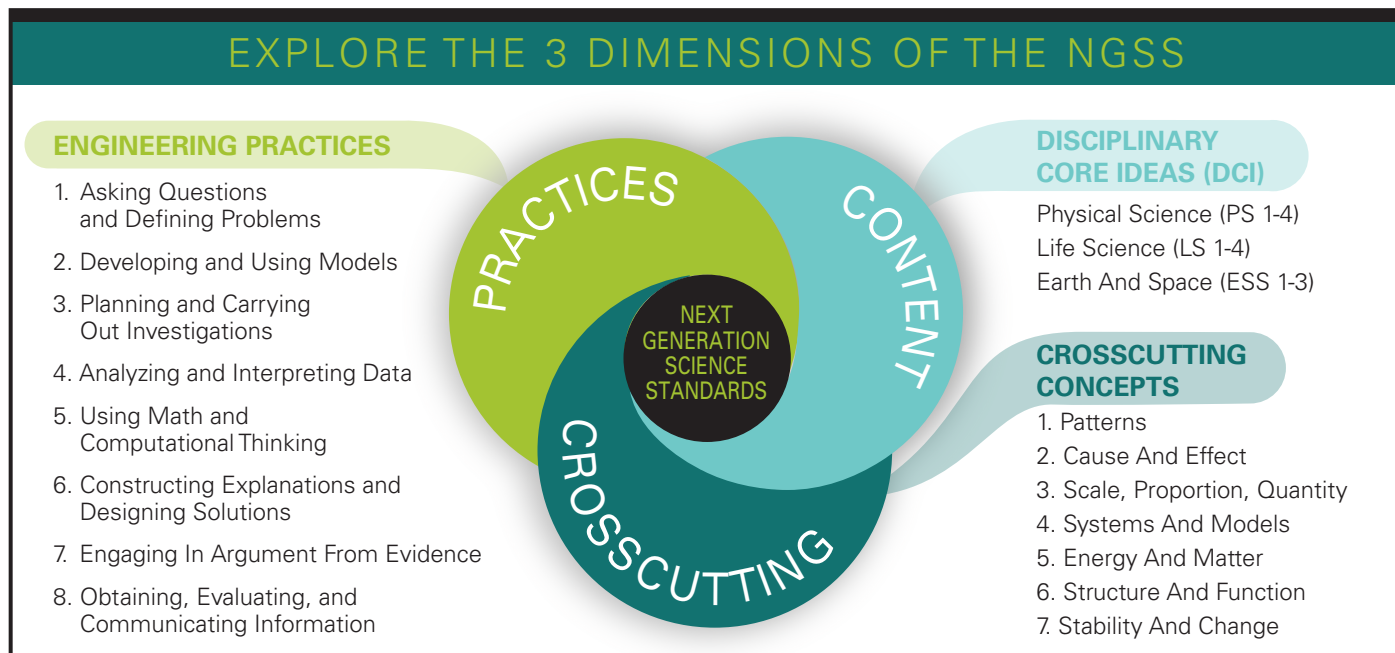 EXPLORE THE 3 DIMENSIONS OF THE NGSS
ENGINEERING PRACTICES
1. Asking Questions
and Defining Problems
2. Developing and Using Models
3. Planning and Carrying
Out Investigations
4. Analyzing and Interpreting Data
5. Using Math and
Computational Thinking
6. Constructing Explanations and
Designing Solutions
7. Engaging In Argument From Evidence
8. Obtaining, Evaluating, and
Communicating Information
PRACTICES
CONTENT
CROSSCUTTING
NEXT
GENERATION
SCIENCE
STANDARDS
DISCIPLINARY
CORE IDEAS (DCI)
Physical Science (PS 1-4)
Life Science (LS 1-4)
Earth And Space (ESS 1-3)
CROSSCUTTING
CONCEPTS
1. Patterns
2. Cause And Effect
3. Scale, Proportion, Quantity
4. Systems And Models
5. Energy And Matter
6. Structure And Function
7. Stability And Change